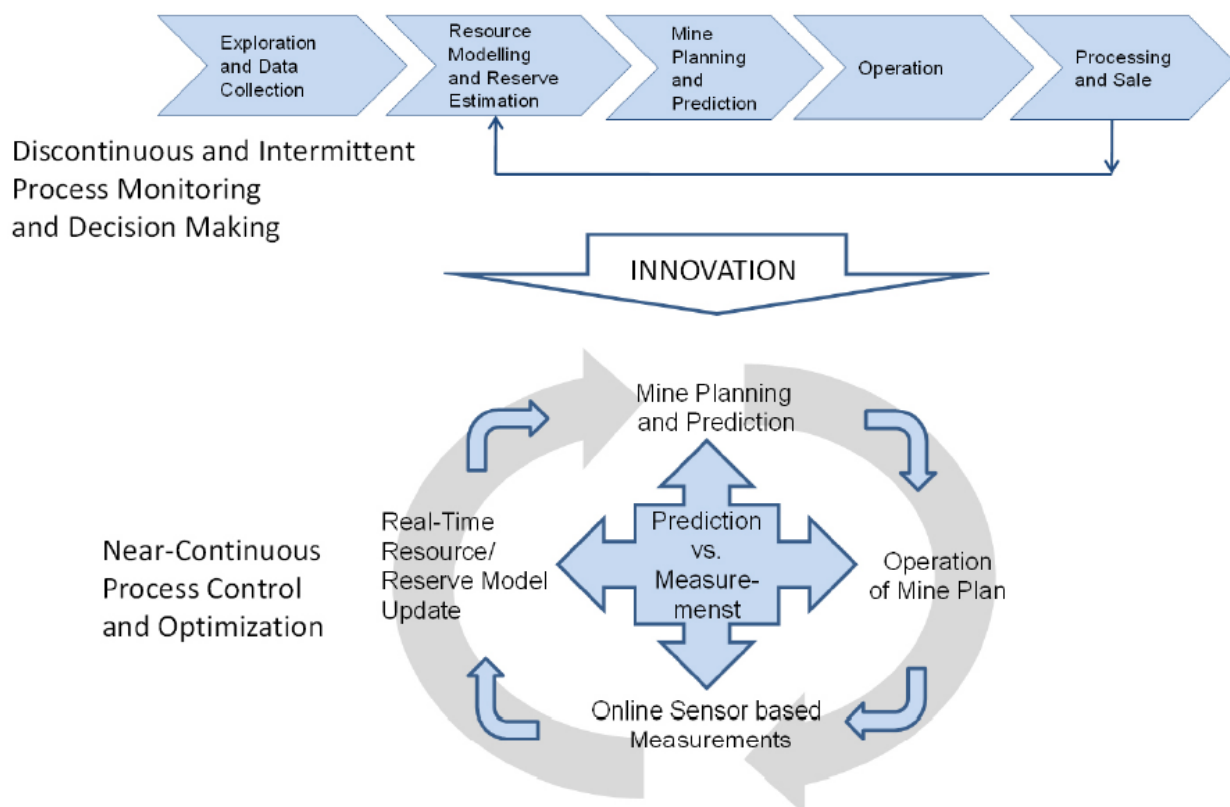 Exploration
and Data
Collection
Resource
Modelling
and Reserve
Estimation
Mine
Planning
and
Prediction
Operation
Processing
and Sale
Discontinuous and Intermittent
Process Monitoring
and Decision Making
INNOVATION
Mine Planning
and Prediction
Real-Time
Resource/
Reserve Model
Update
Prediction
vs.
Measure-
menst
Operation
of Mine Plan
Near-Continuous
Process Control
and Optimization
Online Sensor based
Measurements